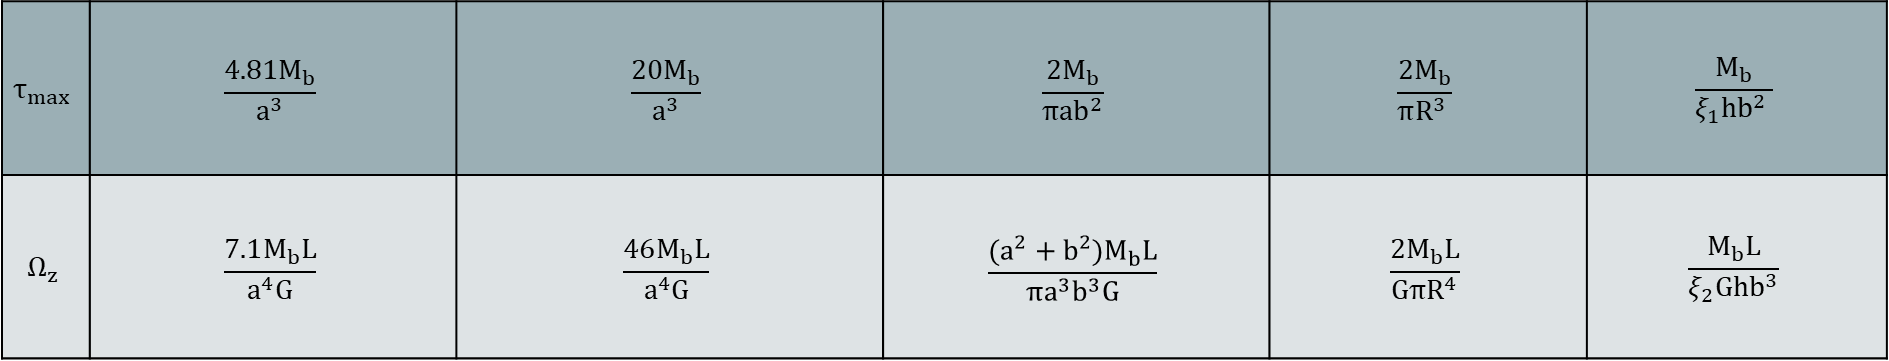 τmax 4.81Mb/a³ 20Mb/a³ 2Mb/πab² 2Mb/πR³ Mb/ξ₁hb²
Ωz 7.1MbL/a⁴G 46MbL/a⁴G (a² + b²)MbL/πa³b³G 2MbL/GπR⁴ MbL/ξ₂Ghb³